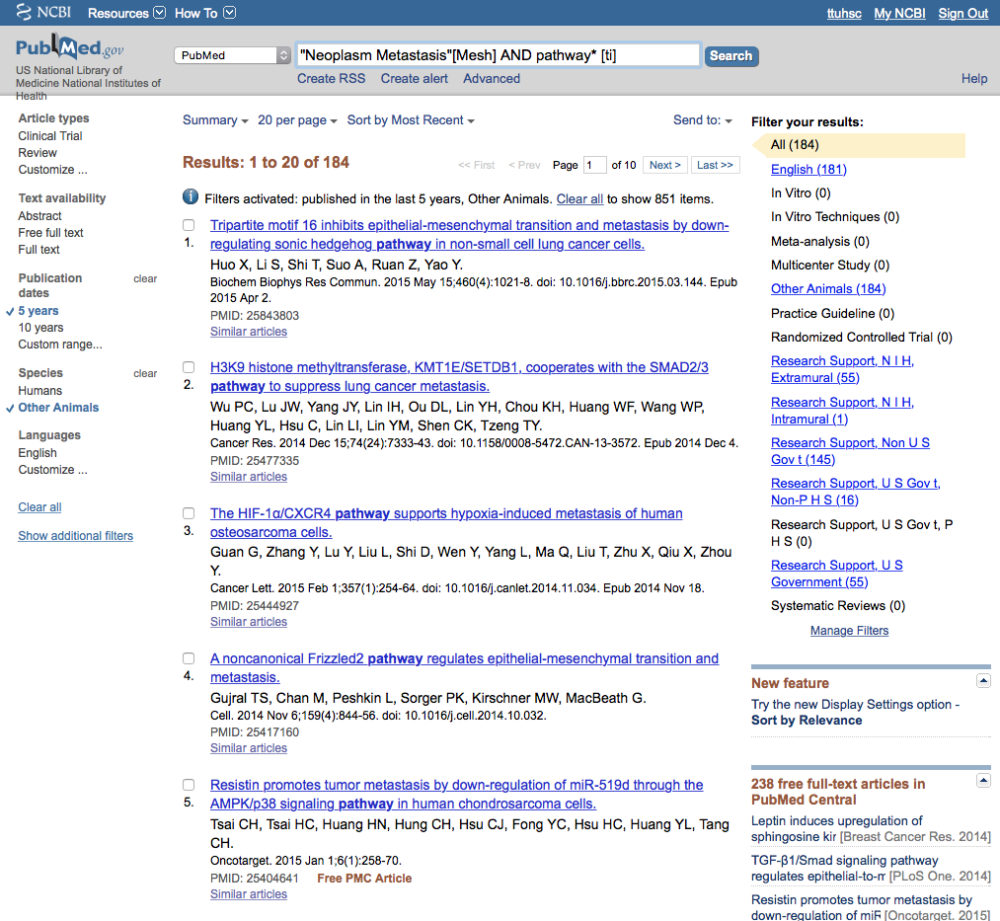 NCBI Resources How To ttuhsc My NCBI Sign Out
PubMed.gov
US National Library of
Medicine National Institutes of
Health
PubMed "Neoplasm Metastasis"[Mesh] AND pathway* [ti] Search
Create RSS Create alert Advanced Help
Article types
Clinical Trial
Review
Customize ...
Text availability
Abstract
Free full text
Full text
Publication
dates
clear
5 years
10 years
Custom range...
Species clear
Humans
Other Animals
Languages
English
Customize ...
Clear all
Show additional filters
Summary 20 per page Sort by Most Recent Send to:
Results: 1 to 20 of 184
<< First < Prev Page 1 of 10 Next > Last >>
Filters activated: published in the last 5 years, Other Animals. Clear all to show 851 items.
1. Tripartite motif 16 inhibits epithelial-mesenchymal transition and metastasis by down-
regulating sonic hedgehog pathway in non-small cell lung cancer cells.
Huo X, Li S, Shi T, Suo A, Ruan Z, Yao Y.
Biochem Biophys Res Commun. 2015 May 15;460(4):1021-8. doi: 10.1016/j.bbrc.2015.03.144. Epub
2015 Apr 2.
PMID: 25843803
Similar articles
2. H3K9 histone methyltransferase, KMT1E/SETDB1, cooperates with the SMAD2/3
pathway to suppress lung cancer metastasis.
Wu PC, Lu JW, Yang JY, Lin IH, Ou DL, Lin YH, Chou KH, Huang WF, Wang WP,
Huang YL, Hsu C, Lin LI, Lin YM, Shen CK, Tzeng TY.
Cancer Res. 2014 Dec 15;74(24):7333-43. doi: 10.1158/0008-5472.CAN-13-3572. Epub 2014 Dec 4.
PMID: 25477335
Similar articles
3. The HIF-1α/CXCR4 pathway supports hypoxia-induced metastasis of human
osteosarcoma cells.
Guan G, Zhang Y, Lu Y, Liu L, Shi D, Wen Y, Yang L, Ma Q, Liu T, Zhu X, Qiu X, Zhou
Y.
Cancer Lett. 2015 Feb 1;357(1):254-64. doi: 10.1016/j.canlet.2014.11.034. Epub 2014 Nov 18.
PMID: 25444927
Similar articles
4. A noncanonical Frizzled2 pathway regulates epithelial-mesenchymal transition and
metastasis.
Gujral TS, Chan M, Peshkin L, Sorger PK, Kirschner MW, MacBeath G.
Cell. 2014 Nov 6;159(4):844-56. doi: 10.1016/j.cell.2014.10.032.
PMID: 25417160
Similar articles
5. Resistin promotes tumor metastasis by down-regulation of miR-519d through the
AMPK/p38 signaling pathway in human chondrosarcoma cells.
Tsai CH, Tsai HC, Huang HN, Hung CH, Hsu CJ, Fong YC, Hsu HC, Huang YL, Tang
CH.
Oncotarget. 2015 Jan 1;6(1):258-70.
PMID: 25404641 Free PMC Article
Similar articles
Filter your results:
All (184)
English (181)
In Vitro (0)
In Vitro Techniques (0)
Meta-analysis (0)
Multicenter Study (0)
Other Animals (184)
Practice Guideline (0)
Randomized Controlled Trial (0)
Research Support, N I H,
Extramural (55)
Research Support, N I H,
Intramural (1)
Research Support, Non U S
Gov t (145)
Research Support, U S Gov t,
Non-P H S (16)
Research Support, U S Gov t, P
H S (0)
Research Support, U S
Government (55)
Systematic Reviews (0)
Manage Filters
New feature
Try the new Display Settings option -
Sort by Relevance
238 free full-text articles in
PubMed Central
Leptin induces upregulation of
sphingosine kir [Breast Cancer Res. 2014]
TGF-β1/Smad signaling pathway
regulates epithelial-to-m [PLoS One. 2014]
Resistin promotes tumor metastasis by
down-regulation of miR [Oncotarget. 2015]